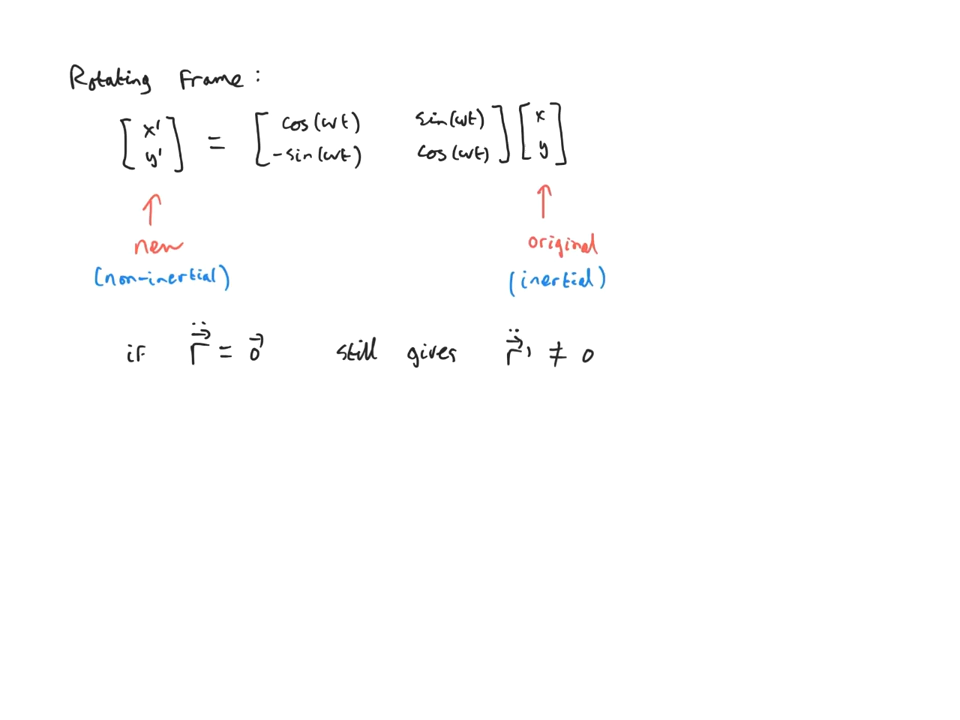 Rotating Frame:
[x' y'] = [cos(ωt) sin(ωt) -sin(ωt) cos(ωt)] [x y]
↑ ↑
new original
(non-inertial) (inertial)
if r⃗̈ = 0⃗ still gives r⃗̈' ≠ 0